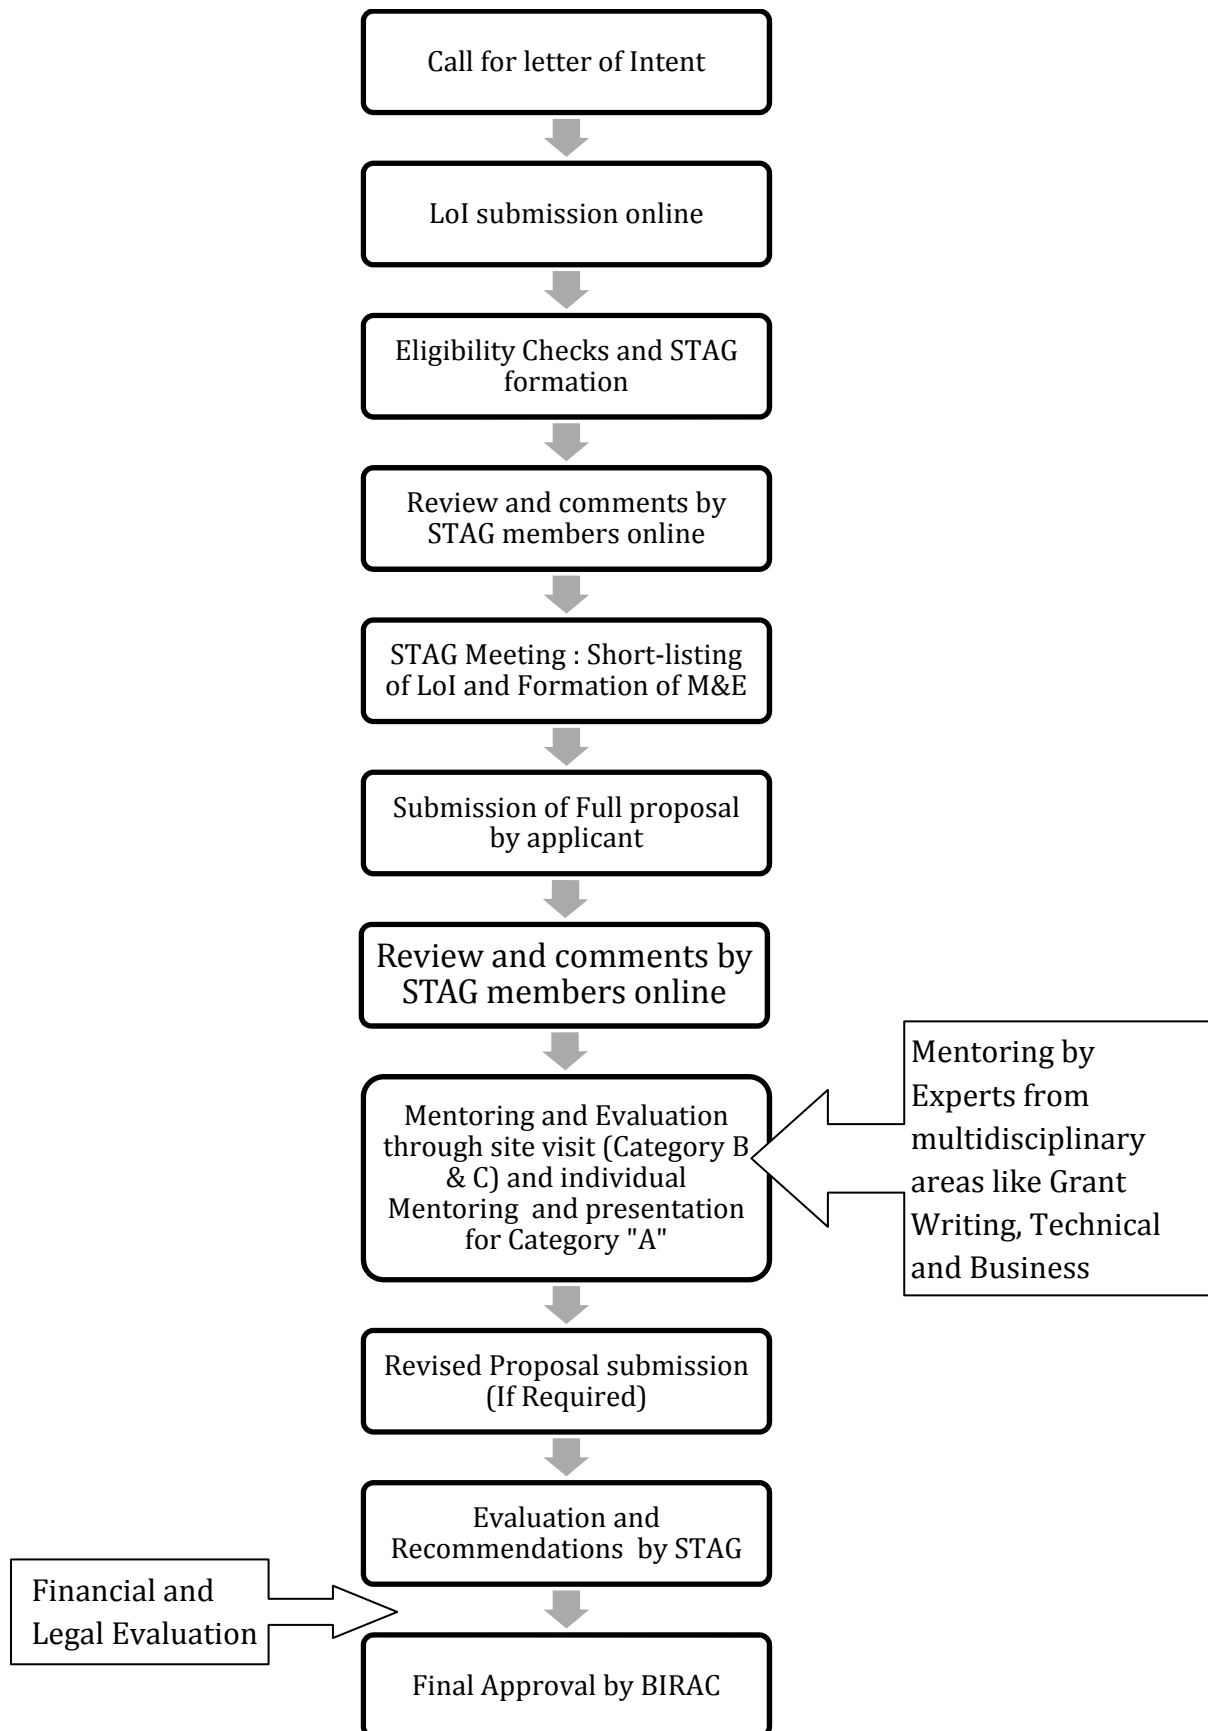 Call for letter of Intent
LoI submission online
Eligibility Checks and STAG
formation
Review and comments by
STAG members online
STAG Meeting : Short-listing
of LoI and Formation of M&E
Submission of Full proposal
by applicant
Review and comments by
STAG members online
Mentoring and Evaluation
through site visit (Category B
& C) and individual
Mentoring  and presentation
for Category "A"
Mentoring by
Experts from
multidisciplinary
areas like Grant
Writing, Technical
and Business
Revised Proposal submission
(If Required)
Evaluation and
Recommendations  by STAG
Financial and
Legal Evaluation
Final Approval by BIRAC